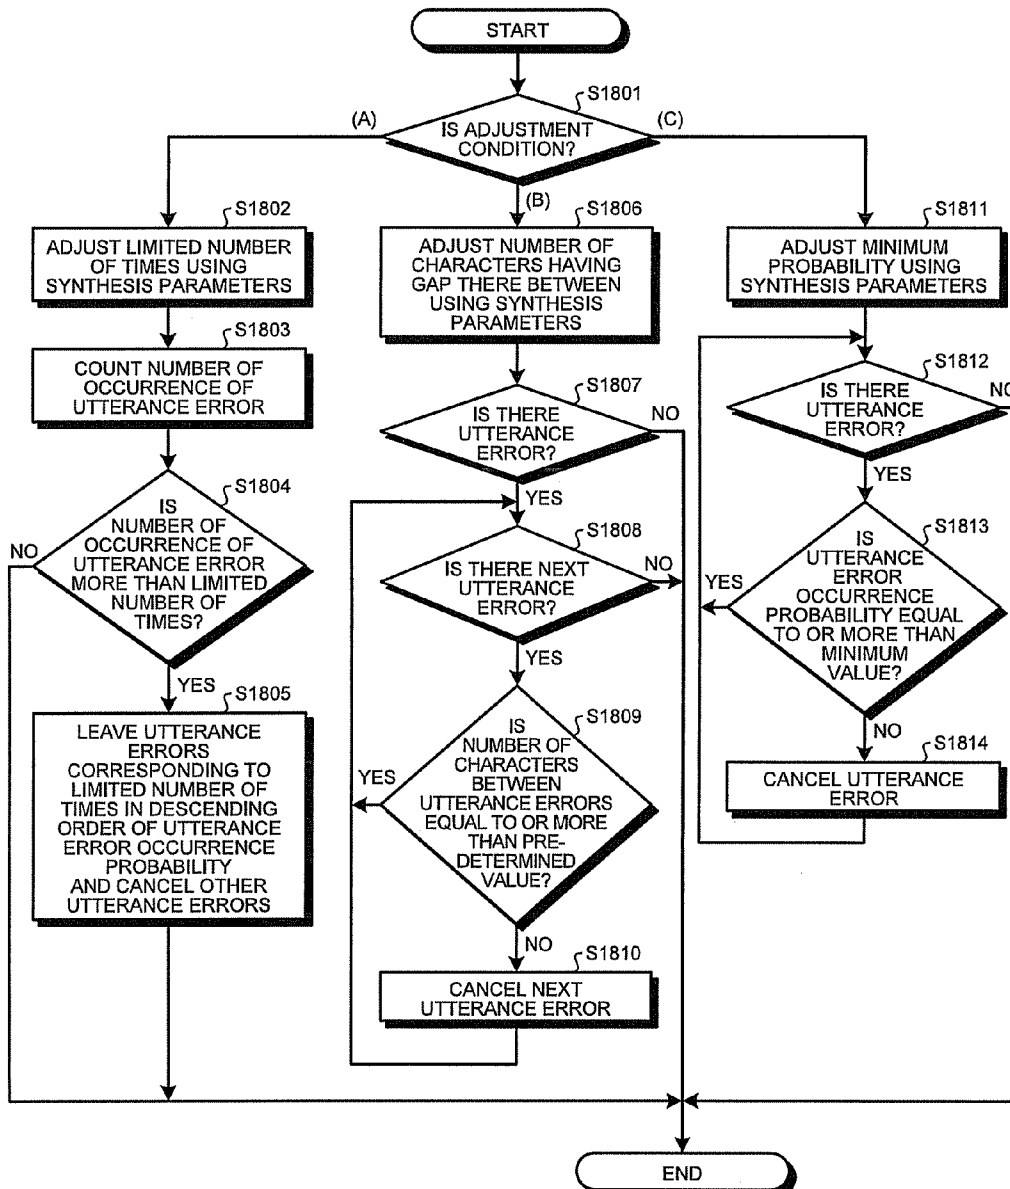 START
S1801
(A)
IS ADJUSTMENT
CONDITION?
(C)
(B)
S1802
ADJUST LIMITED NUMBER
OF TIMES USING
SYNTHESIS PARAMETERS
S1803
COUNT NUMBER OF
OCCURRENCE OF
UTTERANCE ERROR
S1804
IS
NUMBER OF
OCCURRENCE OF
UTTERANCE ERROR
MORE THAN LIMITED
NUMBER OF
TIMES?
NO
YES
S1805
LEAVE UTTERANCE
ERRORS
CORRESPONDING TO
LIMITED NUMBER OF
TIMES IN DESCENDING
ORDER OF UTTERANCE
ERROR OCCURRENCE
PROBABILITY
AND CANCEL OTHER
UTTERANCE ERRORS
S1806
ADJUST NUMBER OF
CHARACTERS HAVING
GAP THERE BETWEEN
USING SYNTHESIS
PARAMETERS
S1807
IS THERE
UTTERANCE
ERROR?
NO
YES
S1808
IS THERE NEXT
UTTERANCE
ERROR?
NO
YES
S1809
IS
NUMBER OF
CHARACTERS
BETWEEN
UTTERANCE ERRORS
EQUAL TO OR MORE
THAN PRE-
DETERMINED
VALUE?
YES
NO
S1810
CANCEL NEXT
UTTERANCE ERROR
S1811
ADJUST MINIMUM
PROBABILITY USING
SYNTHESIS PARAMETERS
S1812
IS THERE
UTTERANCE
ERROR?
NO
YES
S1813
IS
UTTERANCE
ERROR
OCCURRENCE
PROBABILITY EQUAL
TO OR MORE THAN
MINIMUM
VALUE?
YES
NO
S1814
CANCEL UTTERANCE
ERROR
END